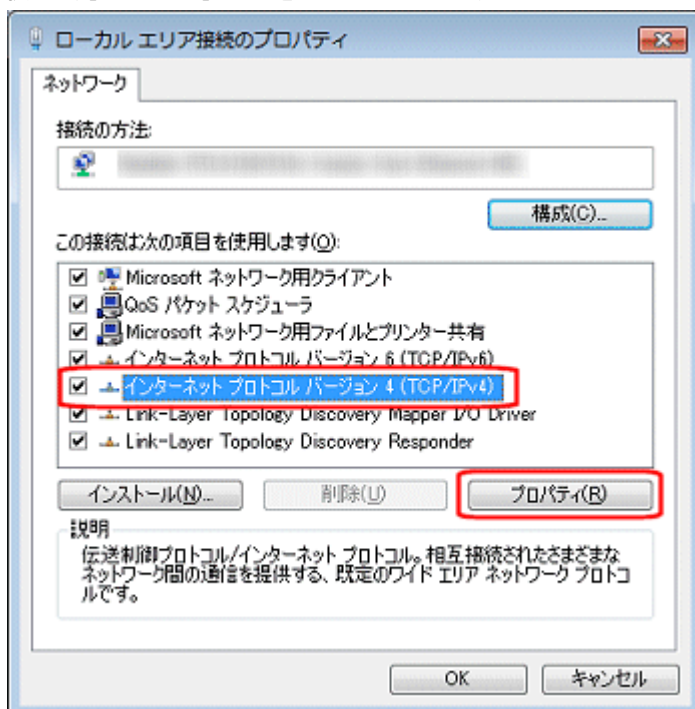 ローカル エリア接続のプロパティ
ネットワーク
接続の方法:
構成(C)...
この接続は次の項目を使用します(O):
Microsoft ネットワーク用クライアント
QoS パケット スケジューラ
Microsoft ネットワーク用ファイルとプリンター共有
インターネット プロトコル バージョン 6 (TCP/IPv6)
インターネット プロトコル バージョン 4 (TCP/IPv4)
Link-Layer Topology Discovery Mapper I/O Driver
Link-Layer Topology Discovery Responder
インストール(N)... 削除(U) プロパティ(R)
説明
伝送制御プロトコル/インターネット プロトコル。相互接続されたさまざまな
ネットワーク間の通信を提供する、既定のワイド エリア ネットワーク プロトコ
ルです。
OK キャンセル